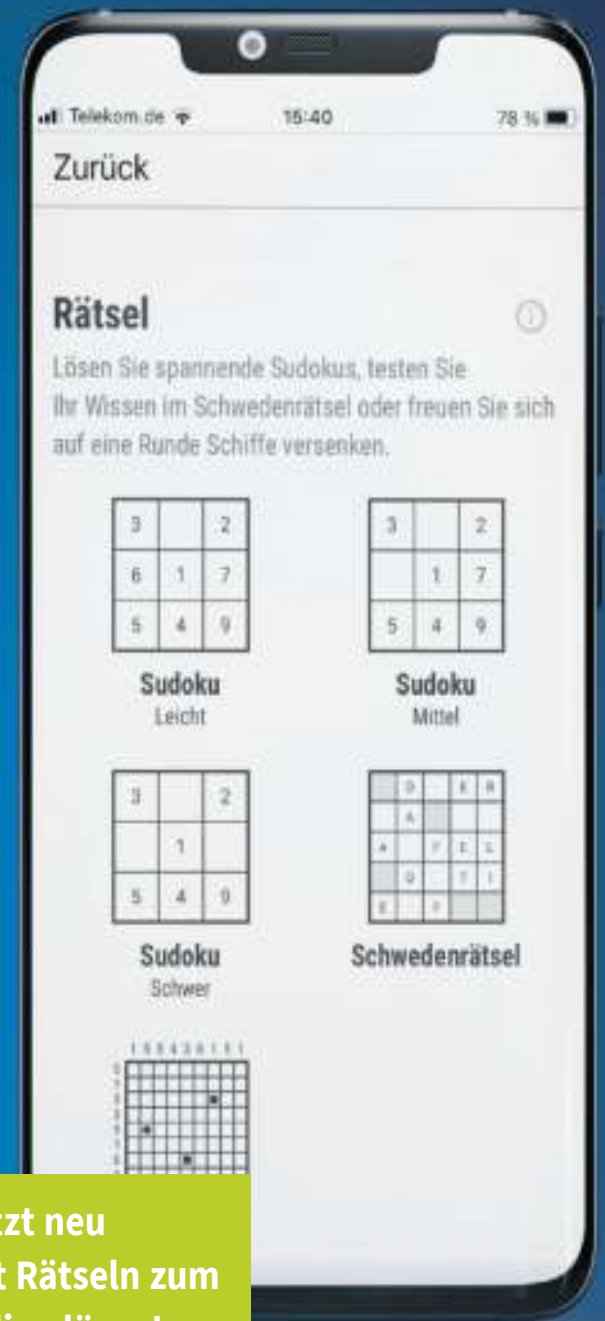 Telekom.de 15:40 78 %
Zurück
Rätsel
Lösen Sie spannende Sudokus, testen Sie
Ihr Wissen im Schwedenrätsel oder freuen Sie sich
auf eine Runde Schiffe versenken.
3 2 3 2
6 1 7 1 7
5 4 9 5 4 9
Sudoku Sudoku
Leicht Mittel
3 2
1
5 4 9
Sudoku
Schwer
Schwedenrätsel
tzt neu
t Rätseln zum